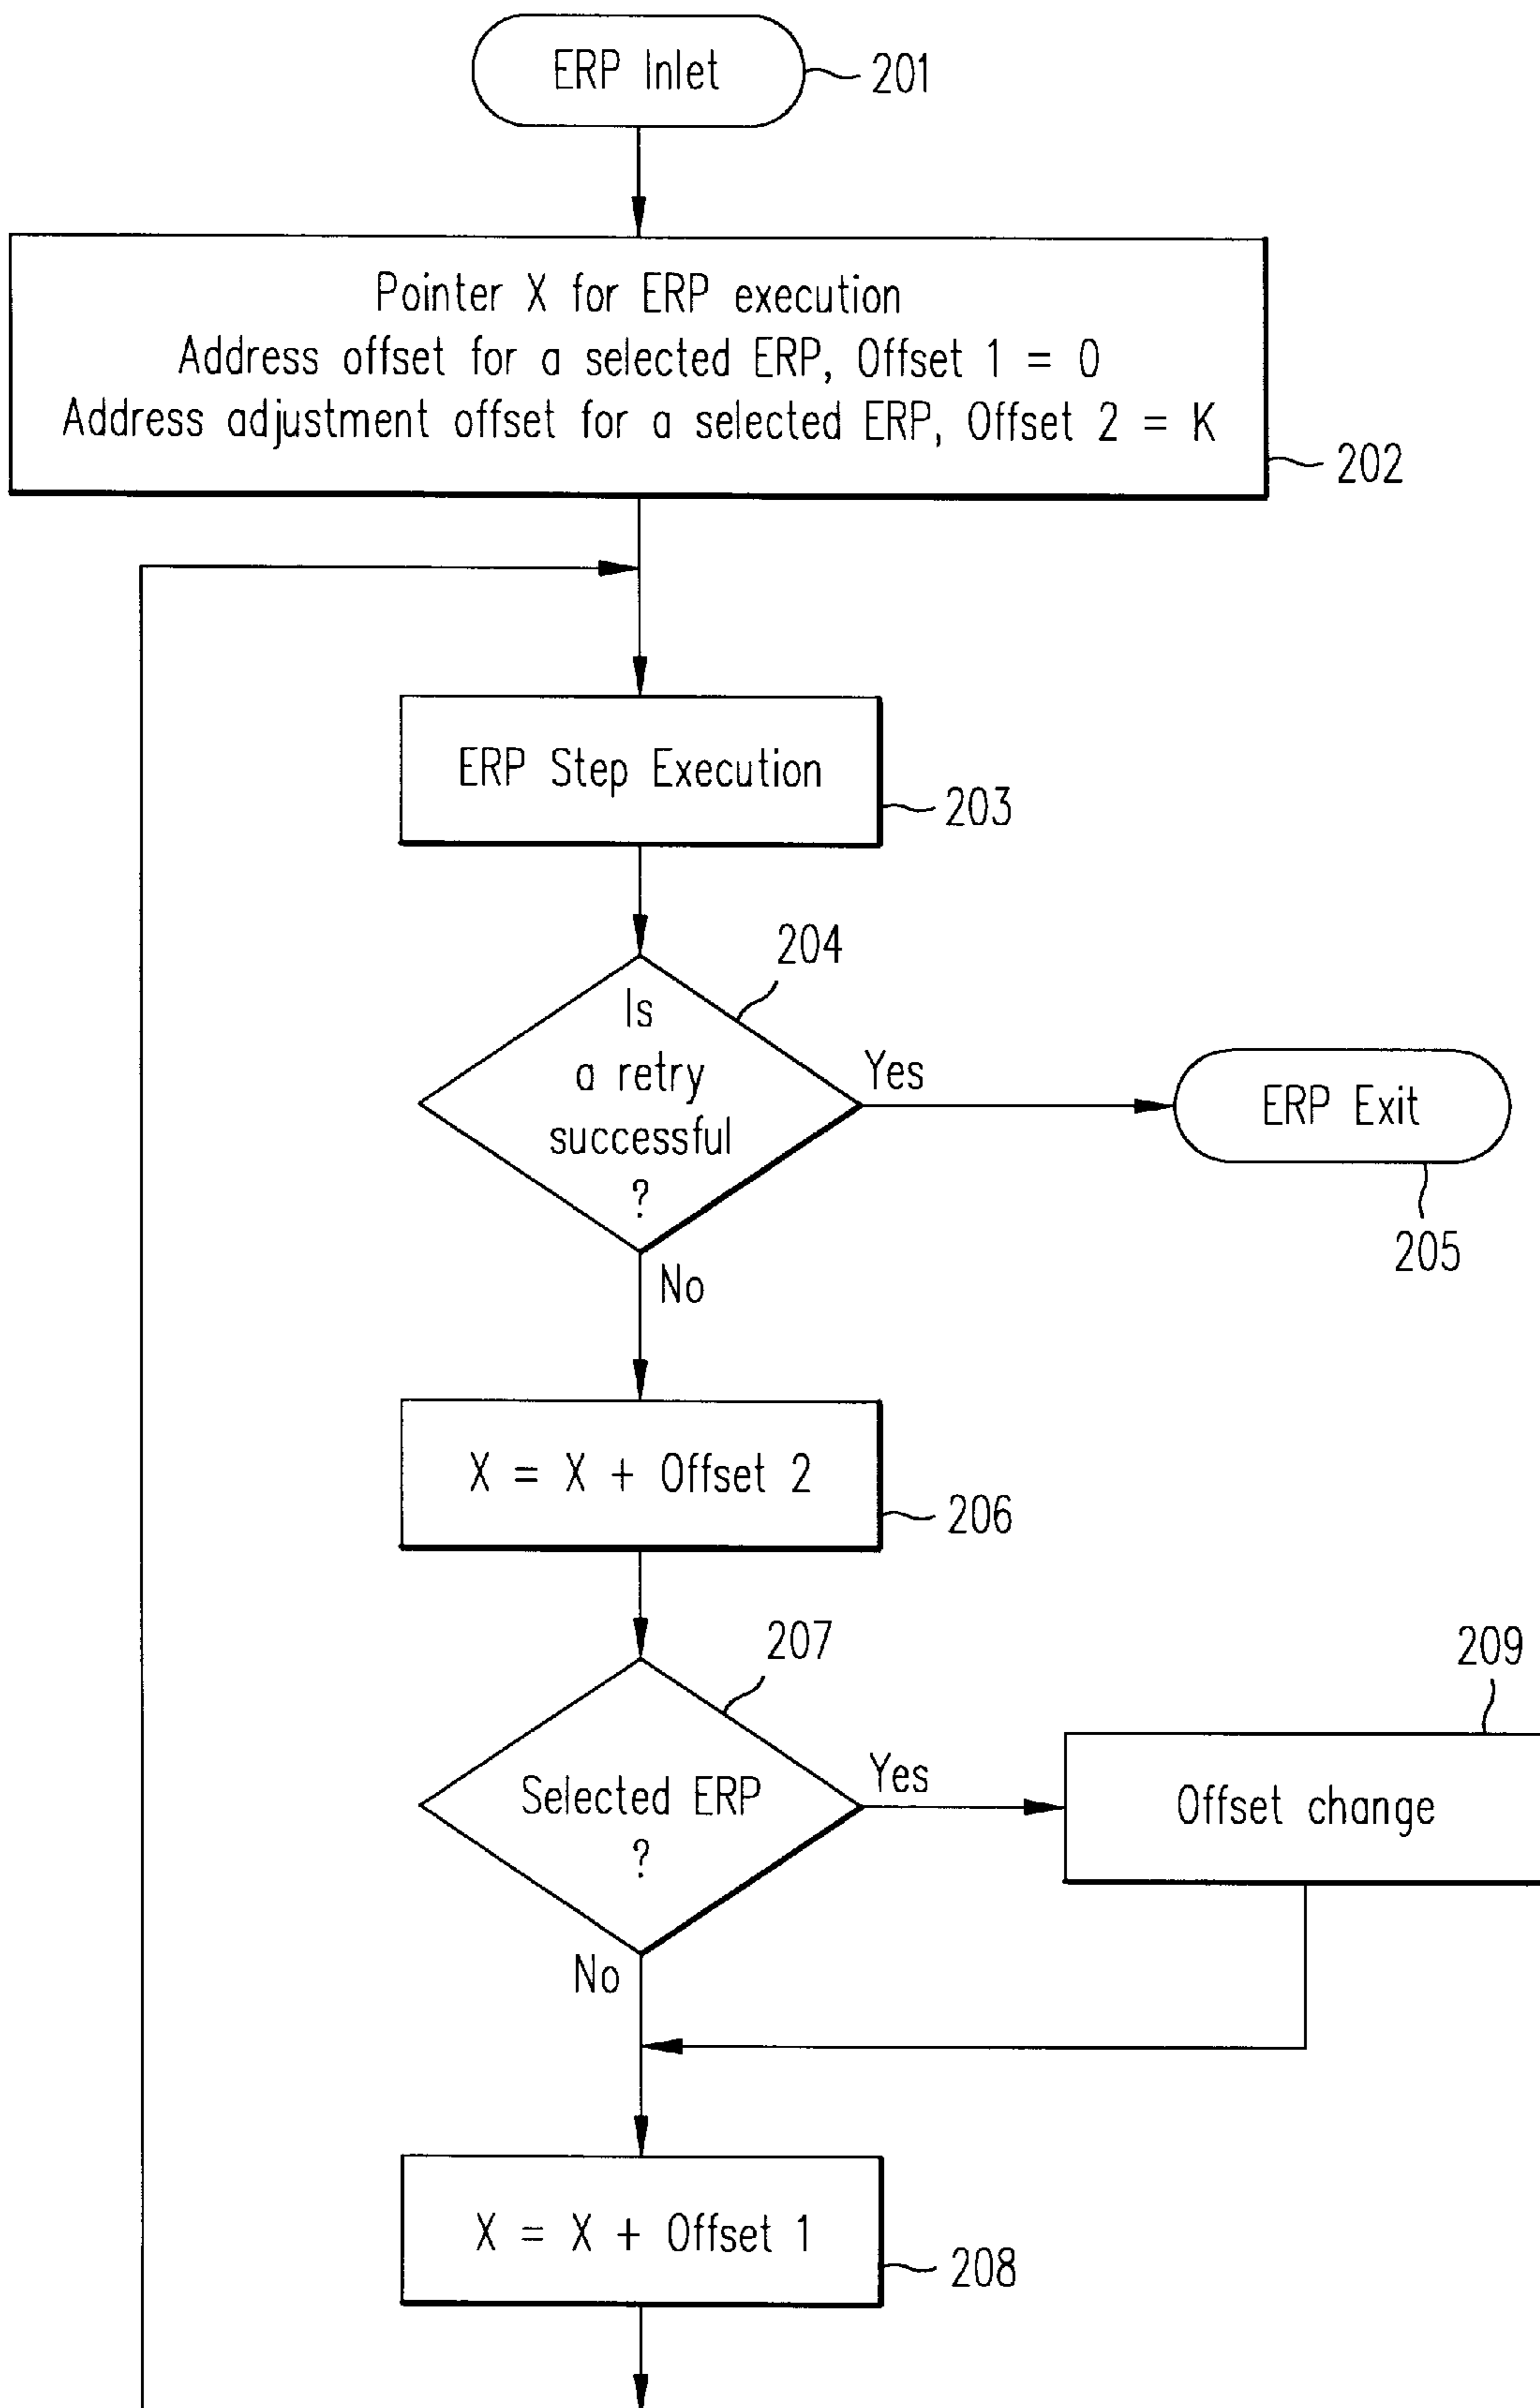 ERP Inlet
201
Pointer X for ERP execution
Address offset for a selected ERP, Offset 1 = 0
Address adjustment offset for a selected ERP, Offset 2 = K
202
ERP Step Execution
203
204
Is
a retry
successful
?
Yes
ERP Exit
205
No
X = X + Offset 2
206
207
Selected ERP
?
Yes
209
Offset change
No
X = X + Offset 1
208